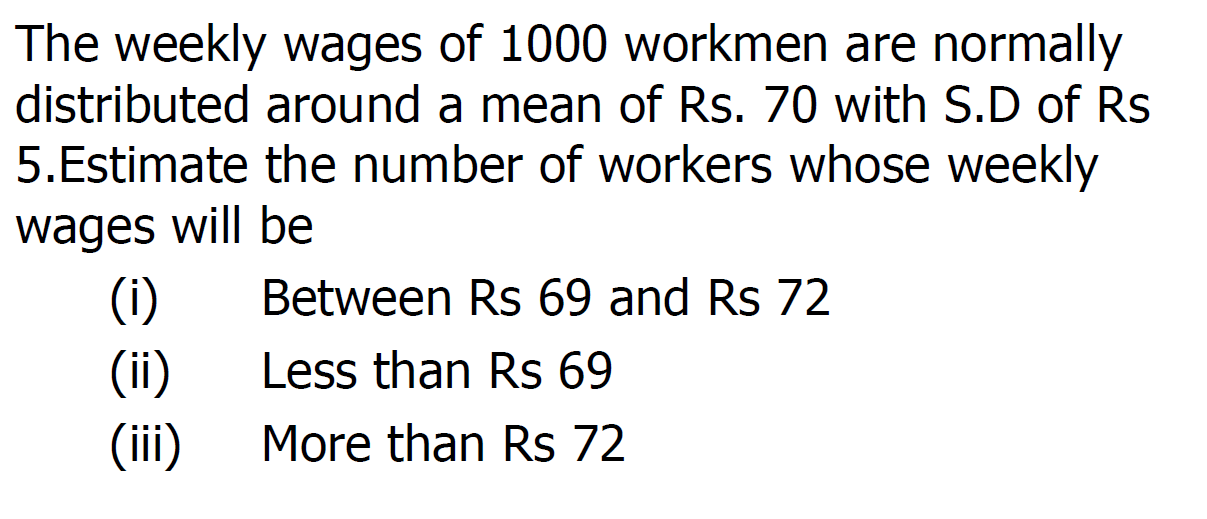 The weekly wages of 1000 workmen are normally
distributed around a mean of Rs. 70 with S.D of Rs
5.Estimate the number of workers whose weekly
wages will be
(i) Between Rs 69 and Rs 72
(ii) Less than Rs 69
(iii) More than Rs 72